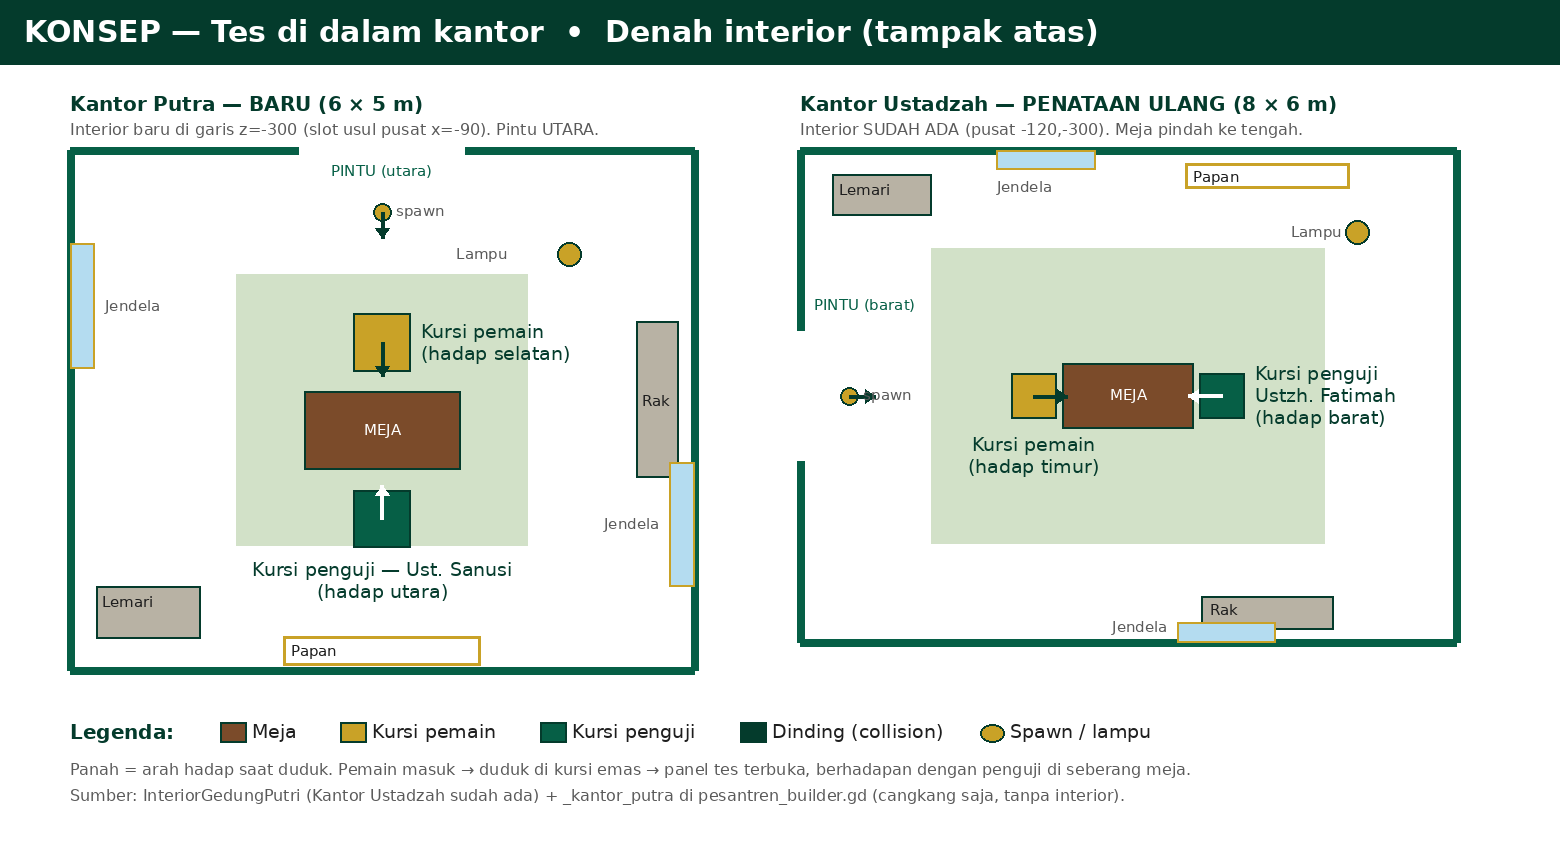 KONSEP — Tes di dalam kantor • Denah interior (tampak atas)
Kantor Putra — BARU (6 × 5 m)
Interior baru di garis z=-300 (slot usul pusat x=-90). Pintu UTARA.
PINTU (utara)
spawn
Lampu
Jendela
Kursi pemain
(hadap selatan)
Rak
MEJA
Jendela
Kursi penguji — Ust. Sanusi
(hadap utara)
Lemari
Papan
Kantor Ustadzah — PENATAAN ULANG (8 × 6 m)
Interior SUDAH ADA (pusat -120,-300). Meja pindah ke tengah.
Lemari
Jendela
Papan
Lampu
PINTU (barat)
spawn
MEJA
Kursi penguji
Ustzh. Fatimah
(hadap barat)
Kursi pemain
(hadap timur)
Rak
Jendela
Legenda:
Meja
Kursi pemain
Kursi penguji
Dinding (collision)
Spawn / lampu
Panah = arah hadap saat duduk. Pemain masuk → duduk di kursi emas → panel tes terbuka, berhadapan dengan penguji di seberang meja.
Sumber: InteriorGedungPutri (Kantor Ustadzah sudah ada) + _kantor_putra di pesantren_builder.gd (cangkang saja, tanpa interior).